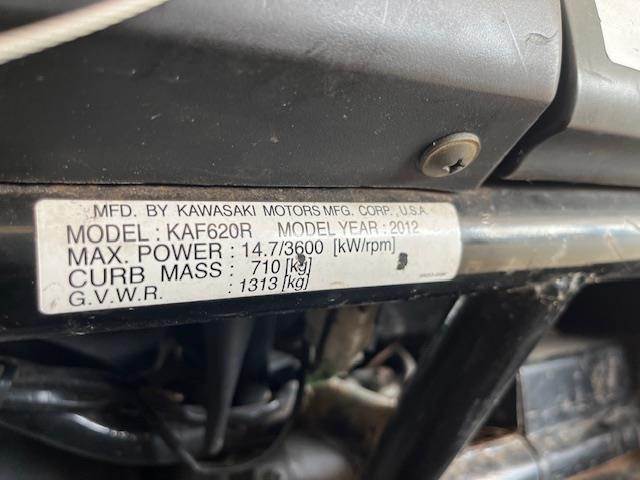 MFD. BY KAWASAKI MOTORS MFG. CORP., U.S.A.
MODEL : KAF620R MODEL YEAR : 2012
MAX. POWER : 14.7/3600 [kW/rpm]
CURB MASS : 710 [kg]
G.V.W.R. : 1313 [kg]